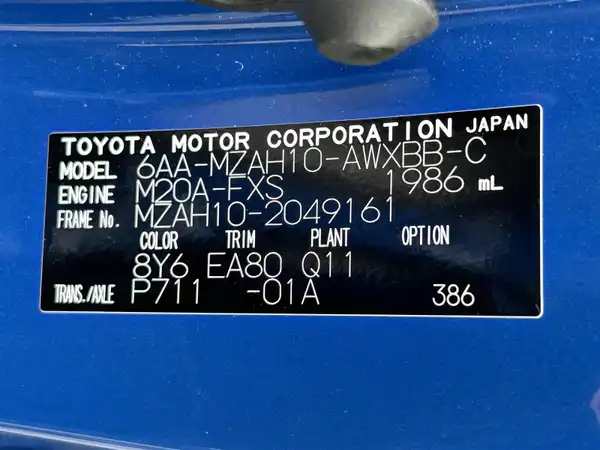 TOYOTA MOTOR CORPORATION JAPAN
MODEL 6AA-MZAH10-AWXBB-C
ENGINE M20A-FXS 1986 mL
FRAME No. MZAH10-2049161
COLOR TRIM PLANT OPTION
8Y6 EA80 Q11
TRANS./AXLE P711 -01A 386